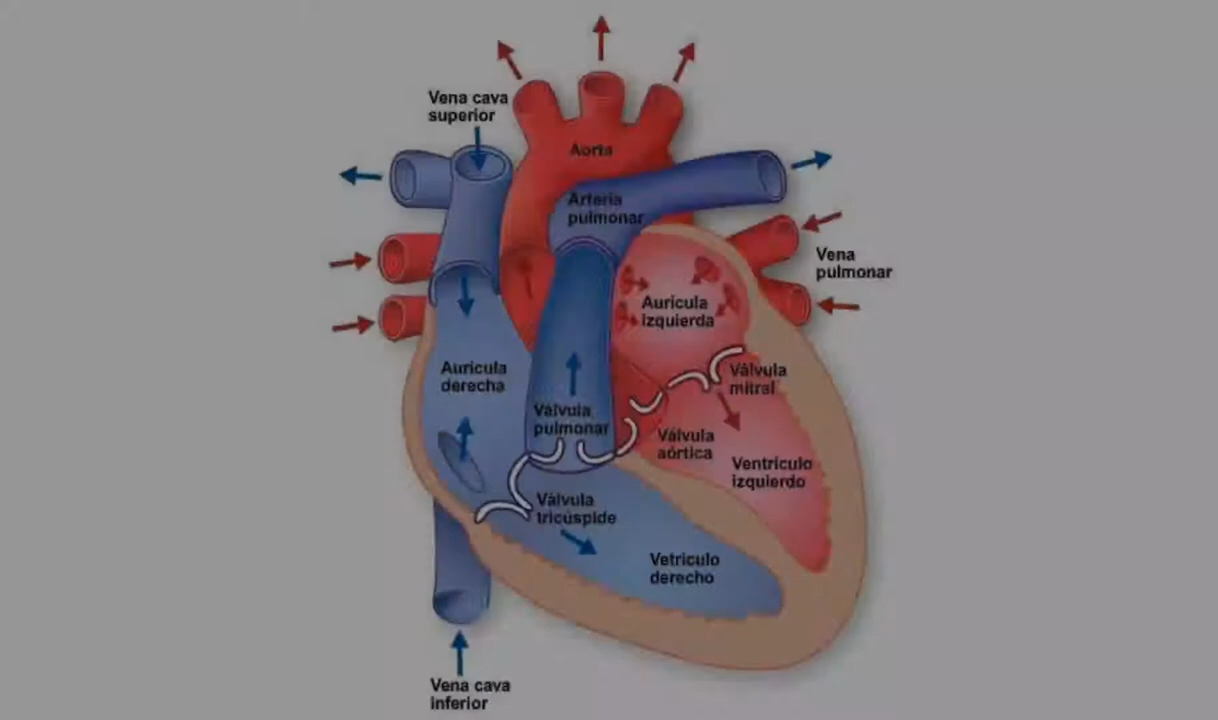 Vena cava
superior
Aorta
Arteria
pulmonar
Vena
pulmonar
Aurícula
izquierda
Aurícula
derecha
Válvula
mitral
Válvula
pulmonar
Válvula
aórtica
Ventrículo
izquierdo
Válvula
tricúspide
Vetrículo
derecho
Vena cava
inferior